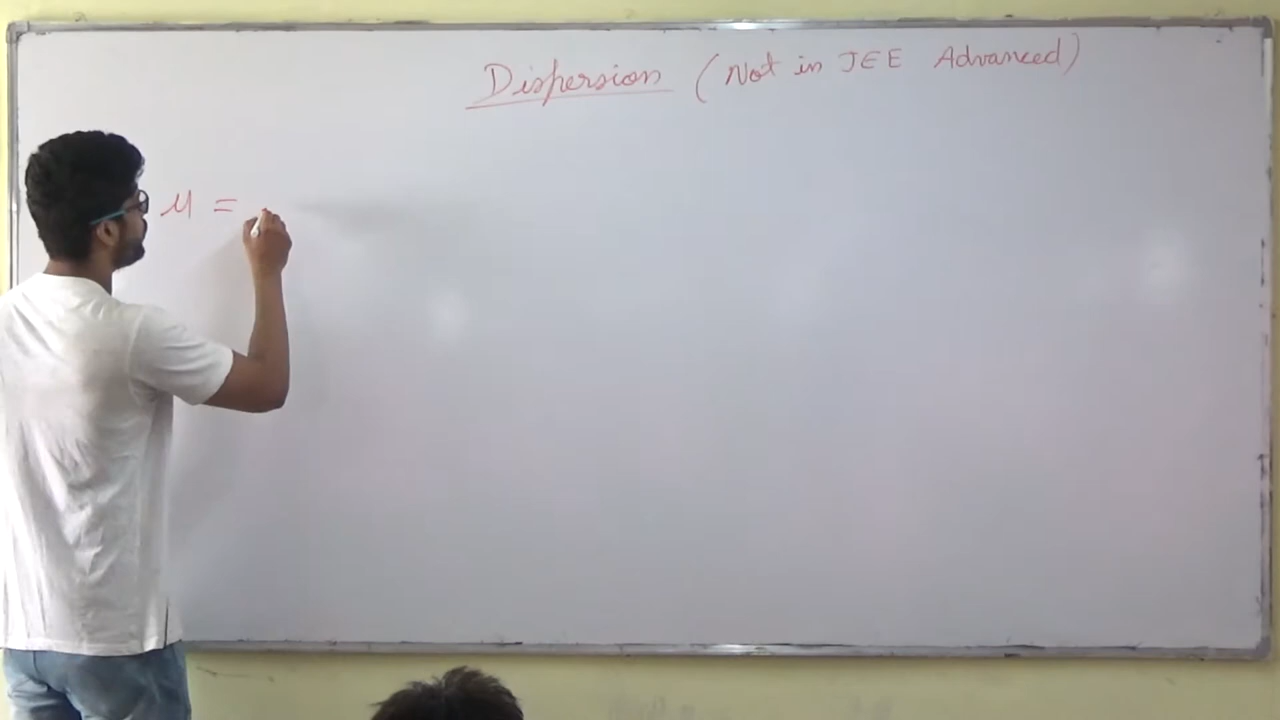 Dispersion (Not in JEE Advanced)
μ =